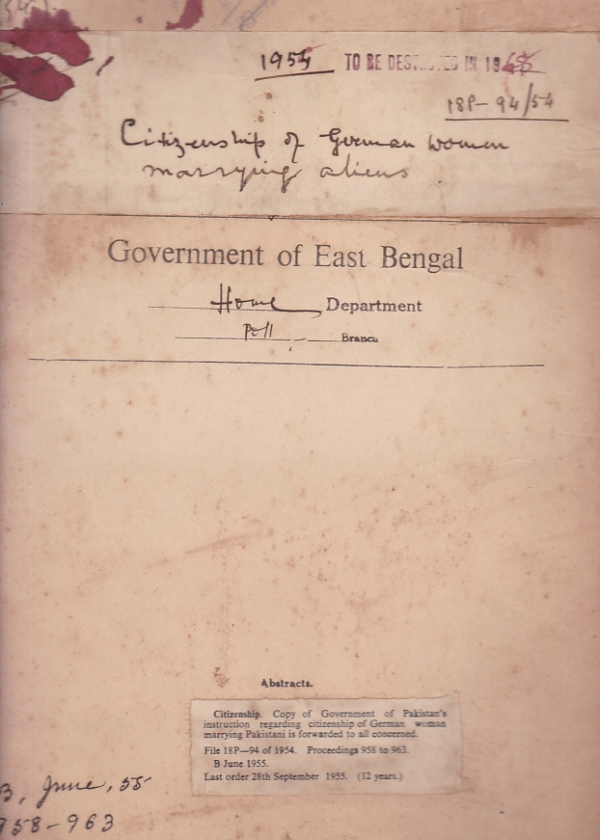 1954 TO BE DES IN 19
18P-94/54
Citizenship of German women
marrying aliens.
Government of East Bengal
Home Department
Poll Branch
Abstracts.
Citizenship. Copy of Government of Pakistan's
instruction regarding citizenship of German woman
marrying Pakistani is forwarded to all concerned.
File 18P—94 of 1954. Proceedings 958 to 963.
B June 1955.
Last order 28th September 1955. (12 years.)
B, June, 55
958-963